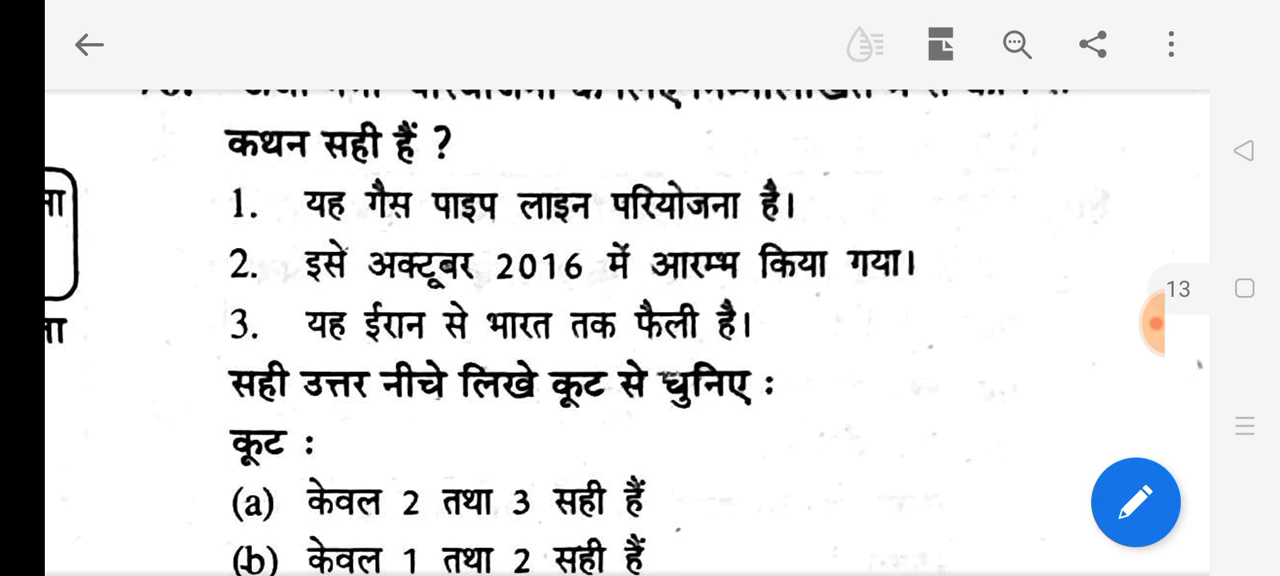 कथन सही हैं ?
1. यह गैस पाइप लाइन परियोजना है।
2. इसे अक्टूबर 2016 में आरम्भ किया गया।
3. यह ईरान से भारत तक फैली है।
सही उत्तर नीचे लिखे कूट से चुनिए :
कूट :
(a) केवल 2 तथा 3 सही हैं
(b) केवल 1 तथा 2 सही हैं
13